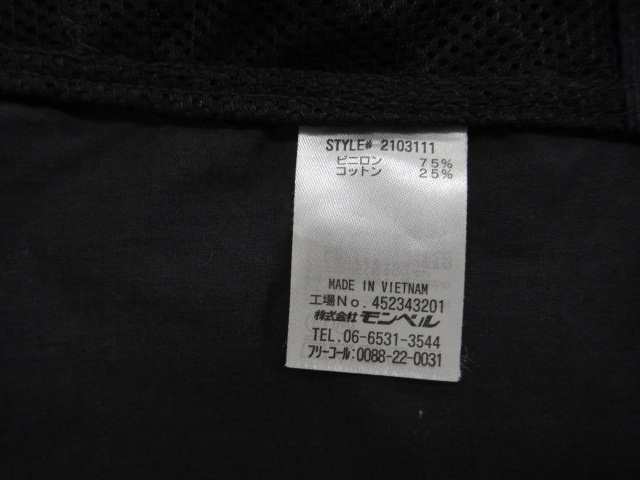 STYLE# 2103111
ビニロン 75%
コットン 25%
MADE IN VIETNAM
工場No. 452343201
株式会社モンベル
TEL.06-6531-3544
フリーコール:0088-22-0031